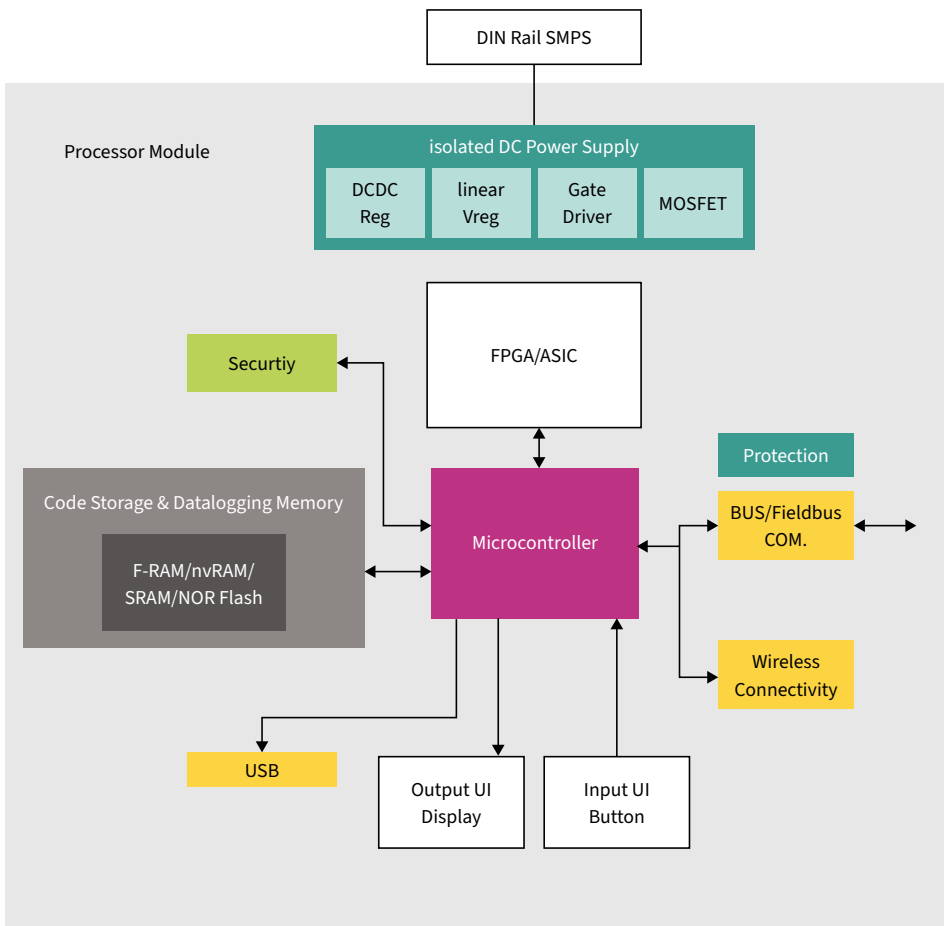 DIN Rail SMPS
Processor Module
isolated DC Power Supply
DCDC
Reg
linear
Vreg
Gate
Driver
MOSFET
FPGA/ASIC
Securtiy
Protection
Code Storage & Datalogging Memory
F-RAM/nvRAM/
SRAM/NOR Flash
Microcontroller
BUS/Fieldbus
COM.
Wireless
Connectivity
USB
Output UI
Display
Input UI
Button